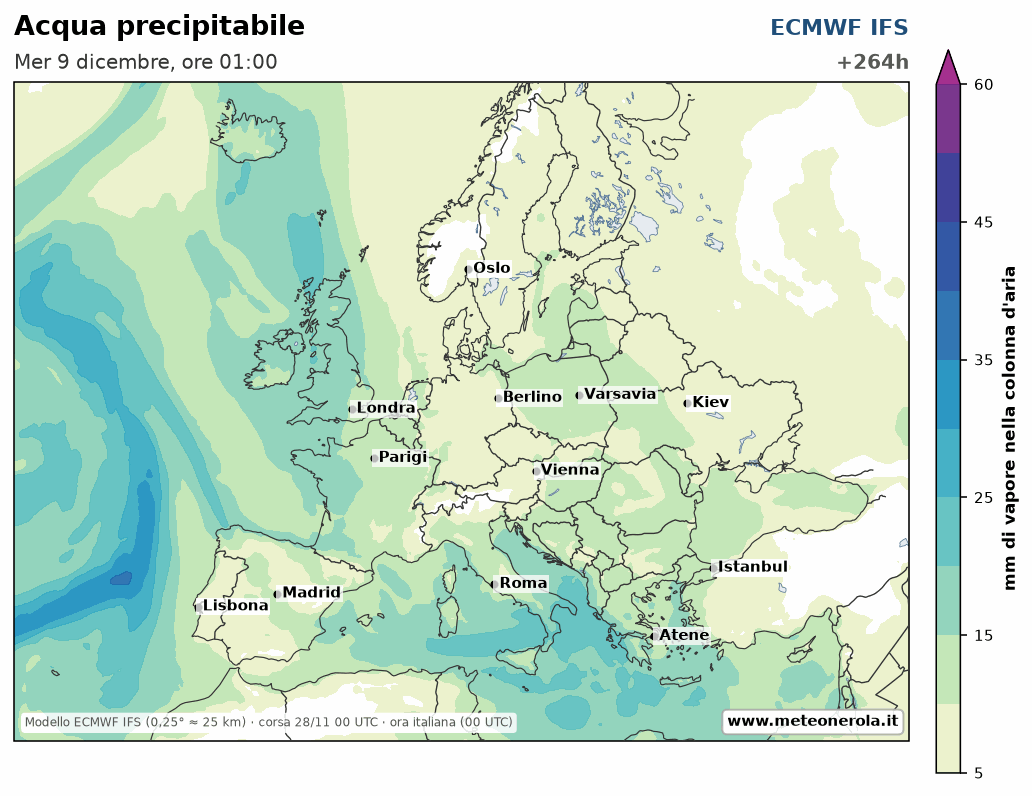 Acqua precipitabile
ECMWF IFS
Mer 9 dicembre, ore 01:00
+264h
60
45
35
25
15
5
mm di vapore nella colonna d'aria
Oslo
Berlino
Varsavia
Kiev
Londra
Parigi
Vienna
Istanbul
Roma
Madrid
Lisbona
Atene
Modello ECMWF IFS (0,25° ≈ 25 km) · corsa 28/11 00 UTC · ora italiana (00 UTC)
www.meteonerola.it